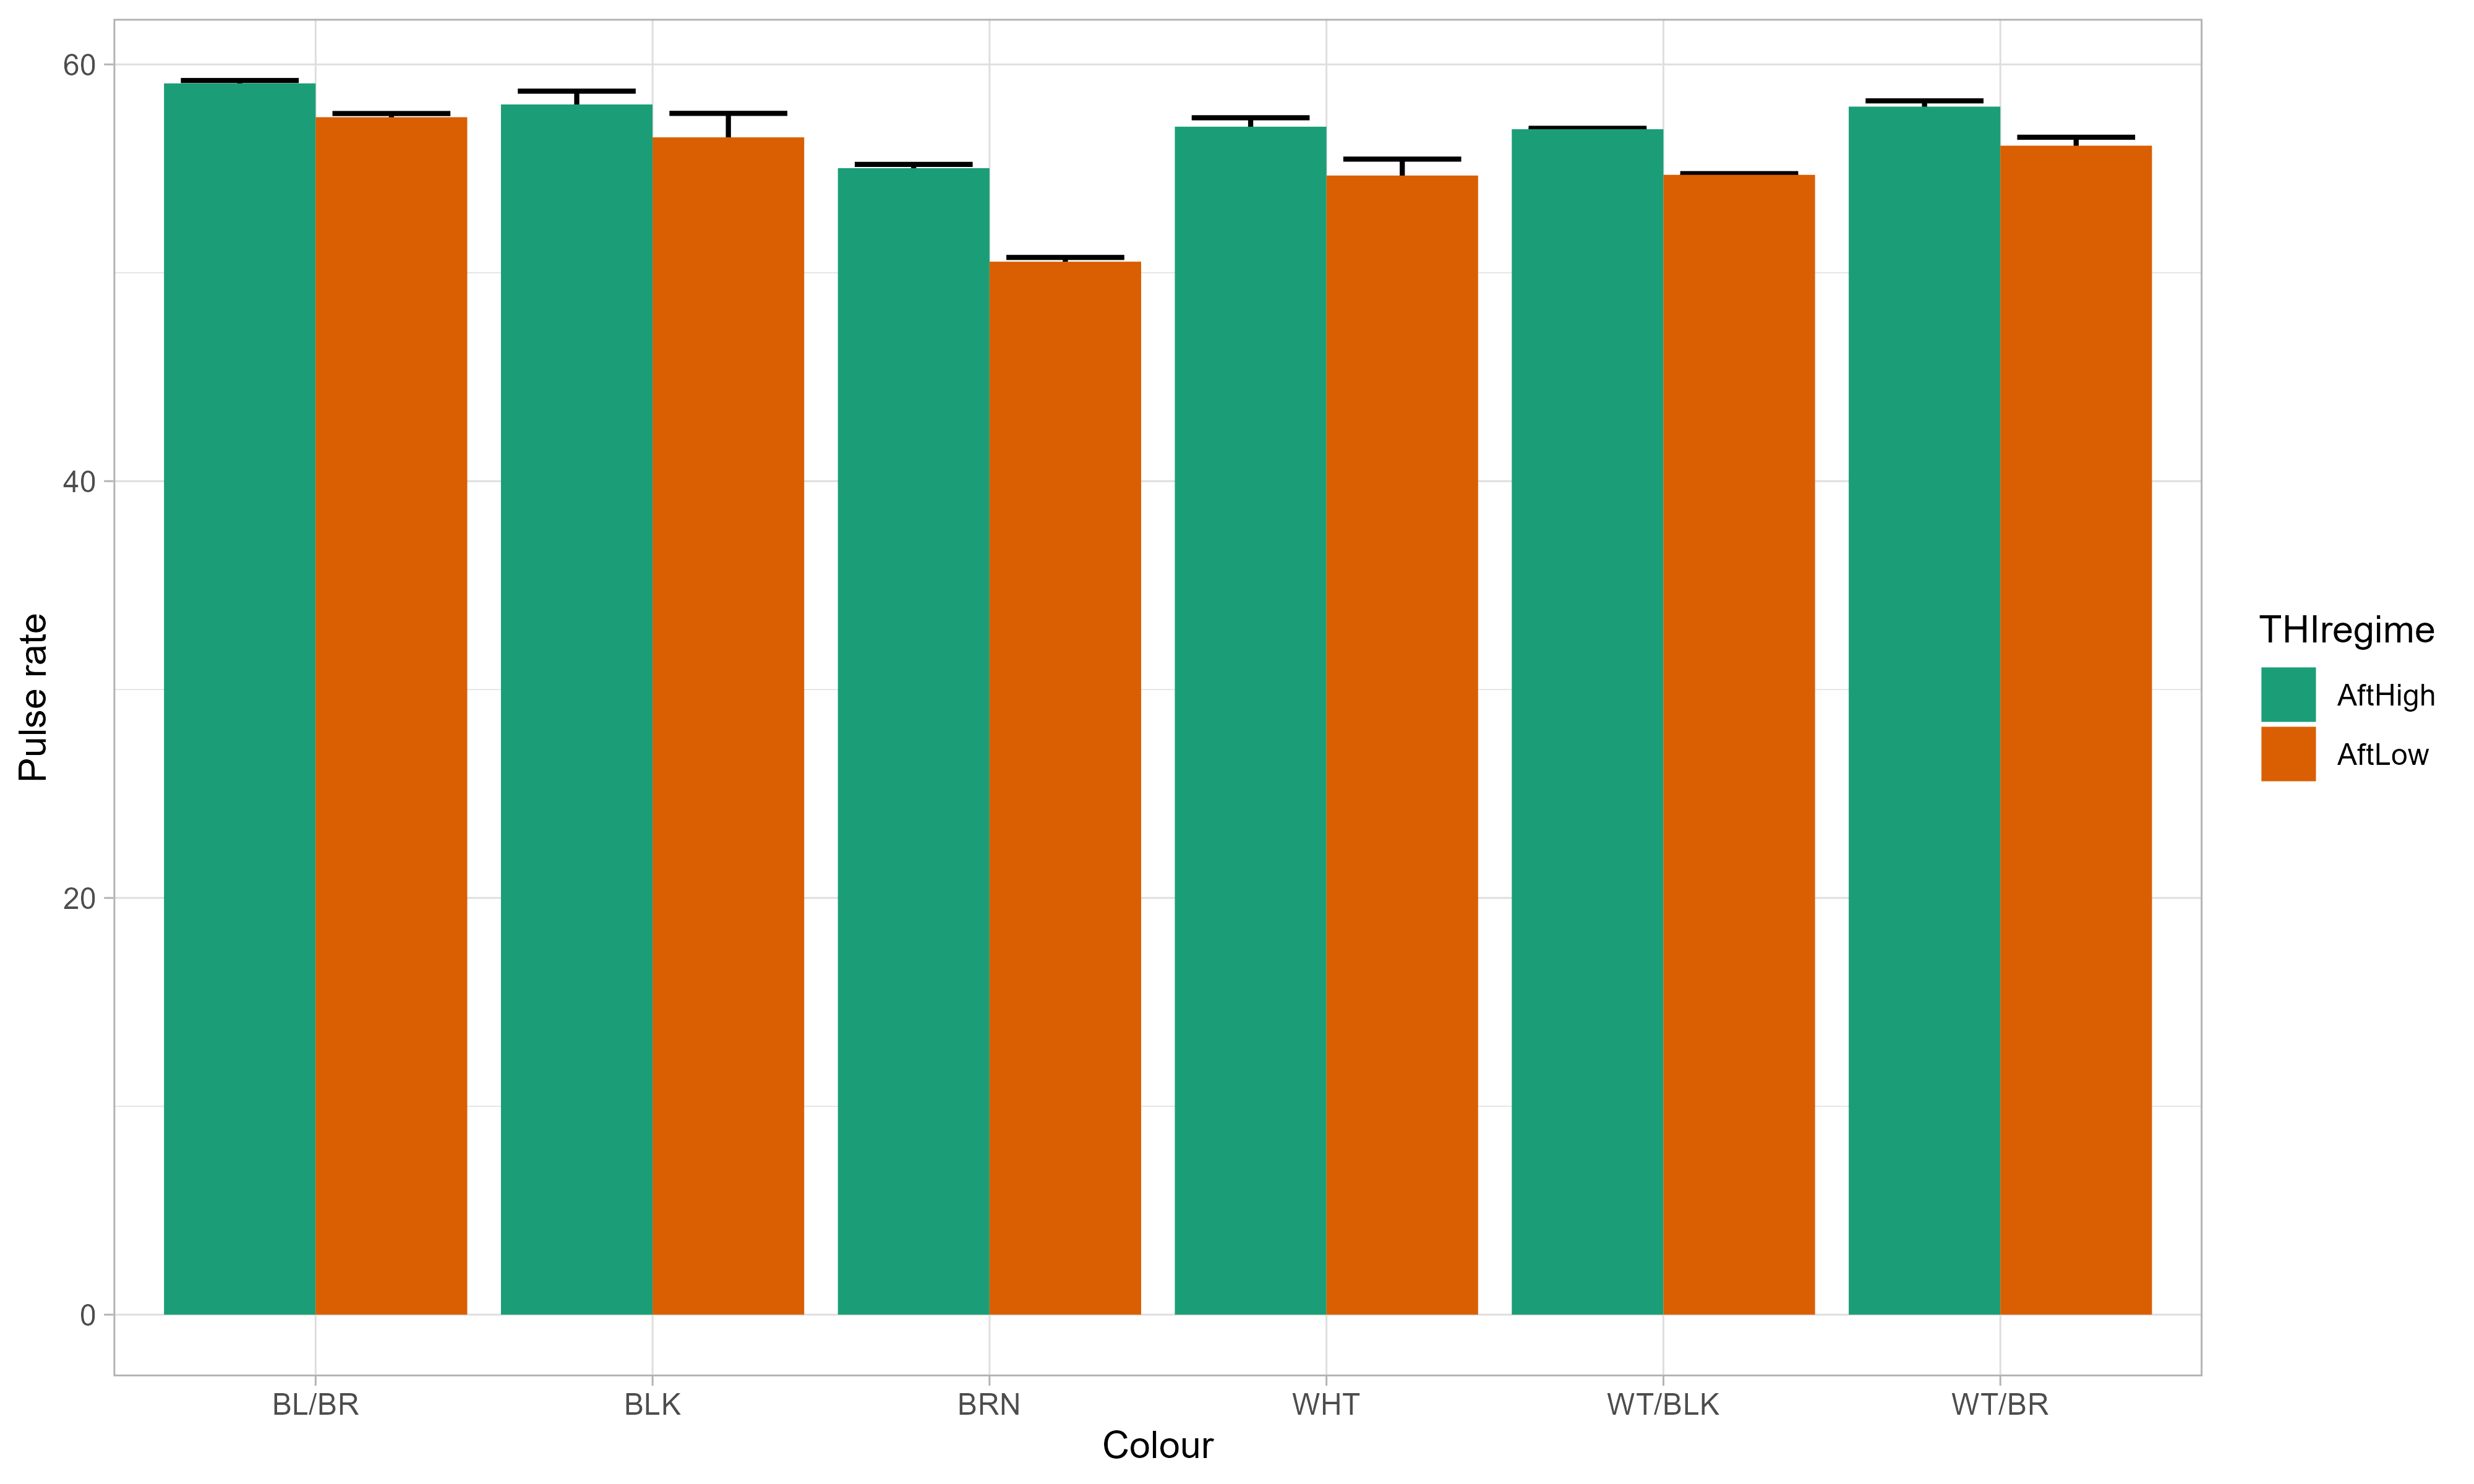 60
40
20
0
Pulse rate
BL/BR BLK BRN WHT WT/BLK WT/BR
Colour
THIregime
AftHigh
AftLow